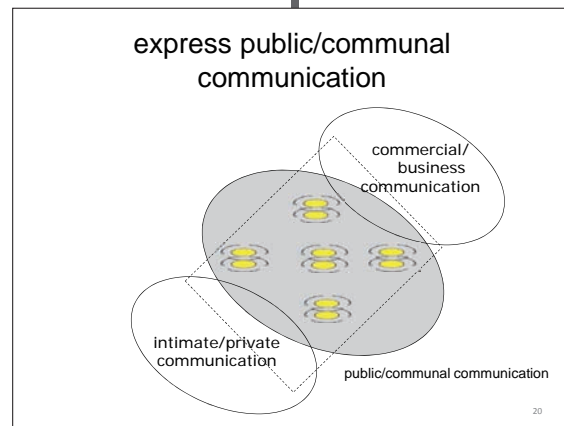 express public/communal
communication
commercial/
business
communication
intimate/private
communication
public/communal communication
20